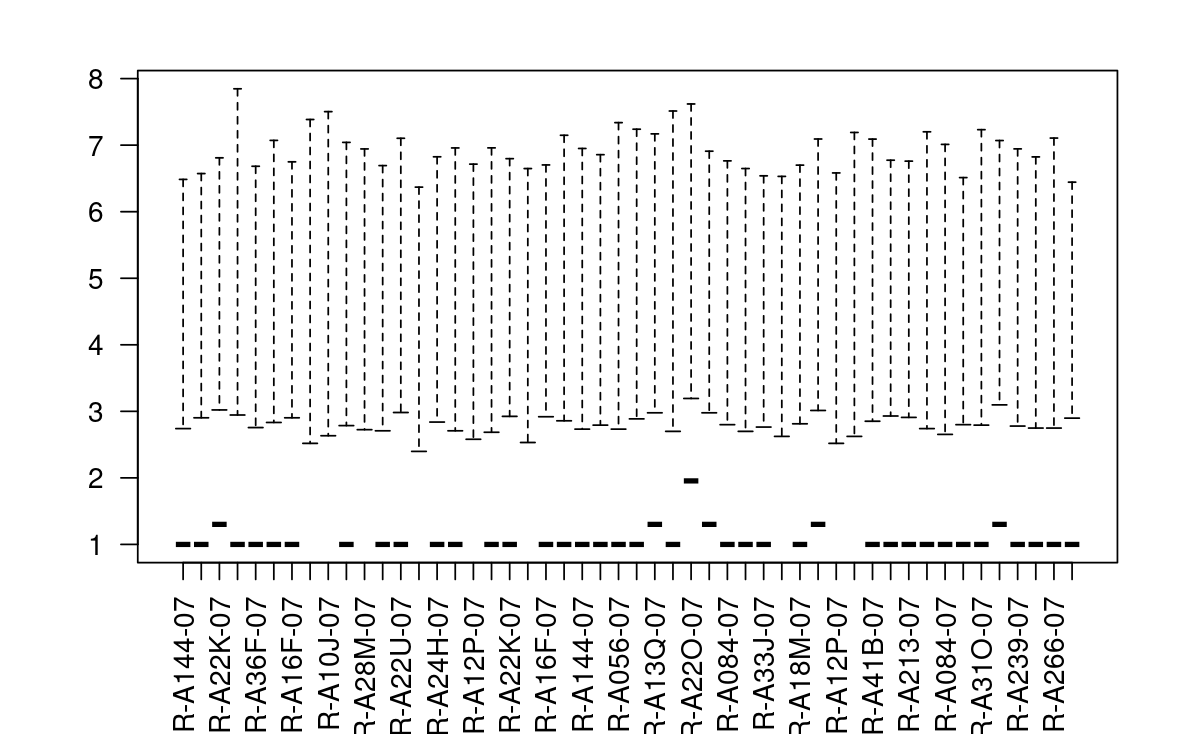 8
7
6
5
4
3
2
1
R-A144-07
R-A22K-07
R-A36F-07
R-A16F-07
R-A10J-07
R-A28M-07
R-A22U-07
R-A24H-07
R-A12P-07
R-A22K-07
R-A16F-07
R-A144-07
R-A056-07
R-A13Q-07
R-A22O-07
R-A084-07
R-A33J-07
R-A18M-07
R-A12P-07
R-A41B-07
R-A213-07
R-A084-07
R-A31O-07
R-A239-07
R-A266-07